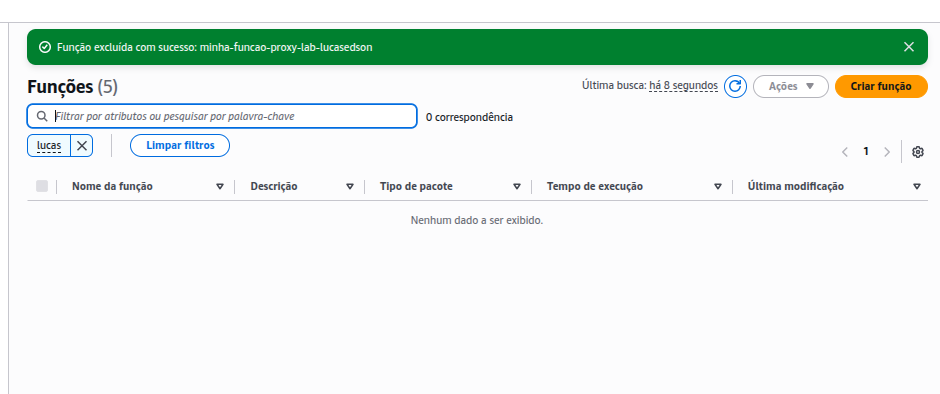 Função excluída com sucesso: minha-funcao-proxy-lab-lucasedson
Funções (5)
Última busca: há 8 segundos
Ações
Criar função
Filtrar por atributos ou pesquisar por palavra-chave
0 correspondência
lucas
Limpar filtros
1
Nome da função
Descrição
Tipo de pacote
Tempo de execução
Última modificação
Nenhum dado a ser exibido.